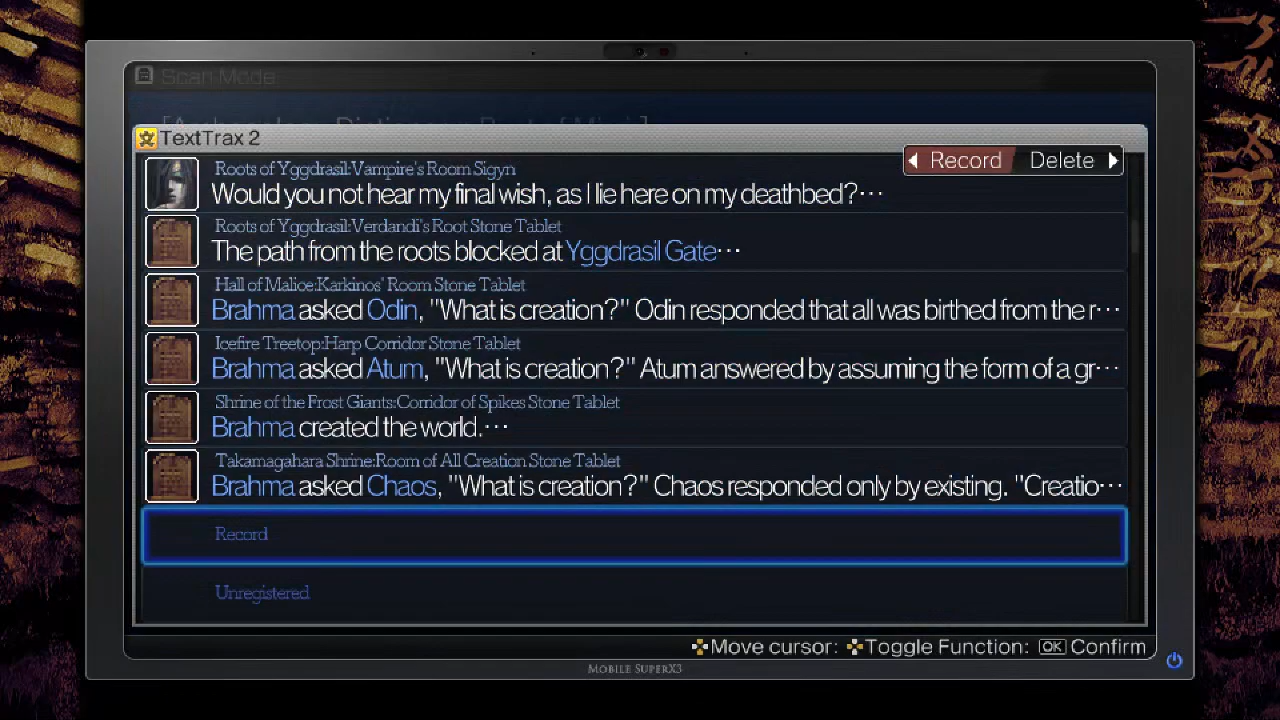 Scan Mode
TextTrax 2
Record Delete
Roots of Yggdrasil:Vampire's Room Sigyn
Would you not hear my final wish, as I lie here on my deathbed?···
Roots of Yggdrasil:Verdandi's Root Stone Tablet
The path from the roots blocked at Yggdrasil Gate···
Hall of Malice:Karkinos' Room Stone Tablet
Brahma asked Odin, "What is creation?" Odin responded that all was birthed from the r···
Icefire Treetop:Harp Corridor Stone Tablet
Brahma asked Atum, "What is creation?" Atum answered by assuming the form of a gr···
Shrine of the Frost Giants:Corridor of Spikes Stone Tablet
Brahma created the world.···
Takamagahara Shrine:Room of All Creation Stone Tablet
Brahma asked Chaos, "What is creation?" Chaos responded only by existing. "Creatio···
Record
Unregistered
Move cursor: Toggle Function: OK Confirm
MOBILE SUPERX3